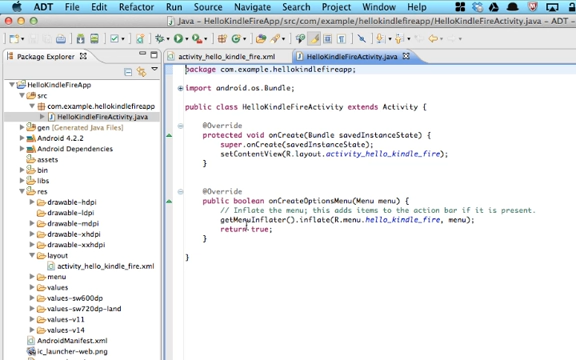 ADT File Edit Refactor Run Source Navigate Search Project Window Help
HelloKindleFireApp/src/com/example/hellokindlefireapp/HelloKindleFireActivity.java – ADT
Package Explorer
activity_hello_kindle_fire.xml
HelloKindleFireActivity.java
HelloKindleFireApp
src
com.example.hellokindlefireapp
HelloKindleFireActivity.java
gen [Generated Java Files]
Android 4.2.2
Android Dependencies
assets
bin
libs
res
drawable-hdpi
drawable-ldpi
drawable-mdpi
drawable-xhdpi
drawable-xxhdpi
layout
activity_hello_kindle_fire.xml
menu
values
values-sw600dp
values-sw720dp-land
values-v11
values-v14
AndroidManifest.xml
ic_launcher-web.png
package com.example.hellokindlefireapp;
import android.os.Bundle;
public class HelloKindleFireActivity extends Activity {
@Override
protected void onCreate(Bundle savedInstanceState) {
super.onCreate(savedInstanceState);
setContentView(R.layout.activity_hello_kindle_fire);
}
@Override
public boolean onCreateOptionsMenu(Menu menu) {
// Inflate the menu; this adds items to the action bar if it is present.
getMenuInflater().inflate(R.menu.hello_kindle_fire, menu);
return true;
}
}